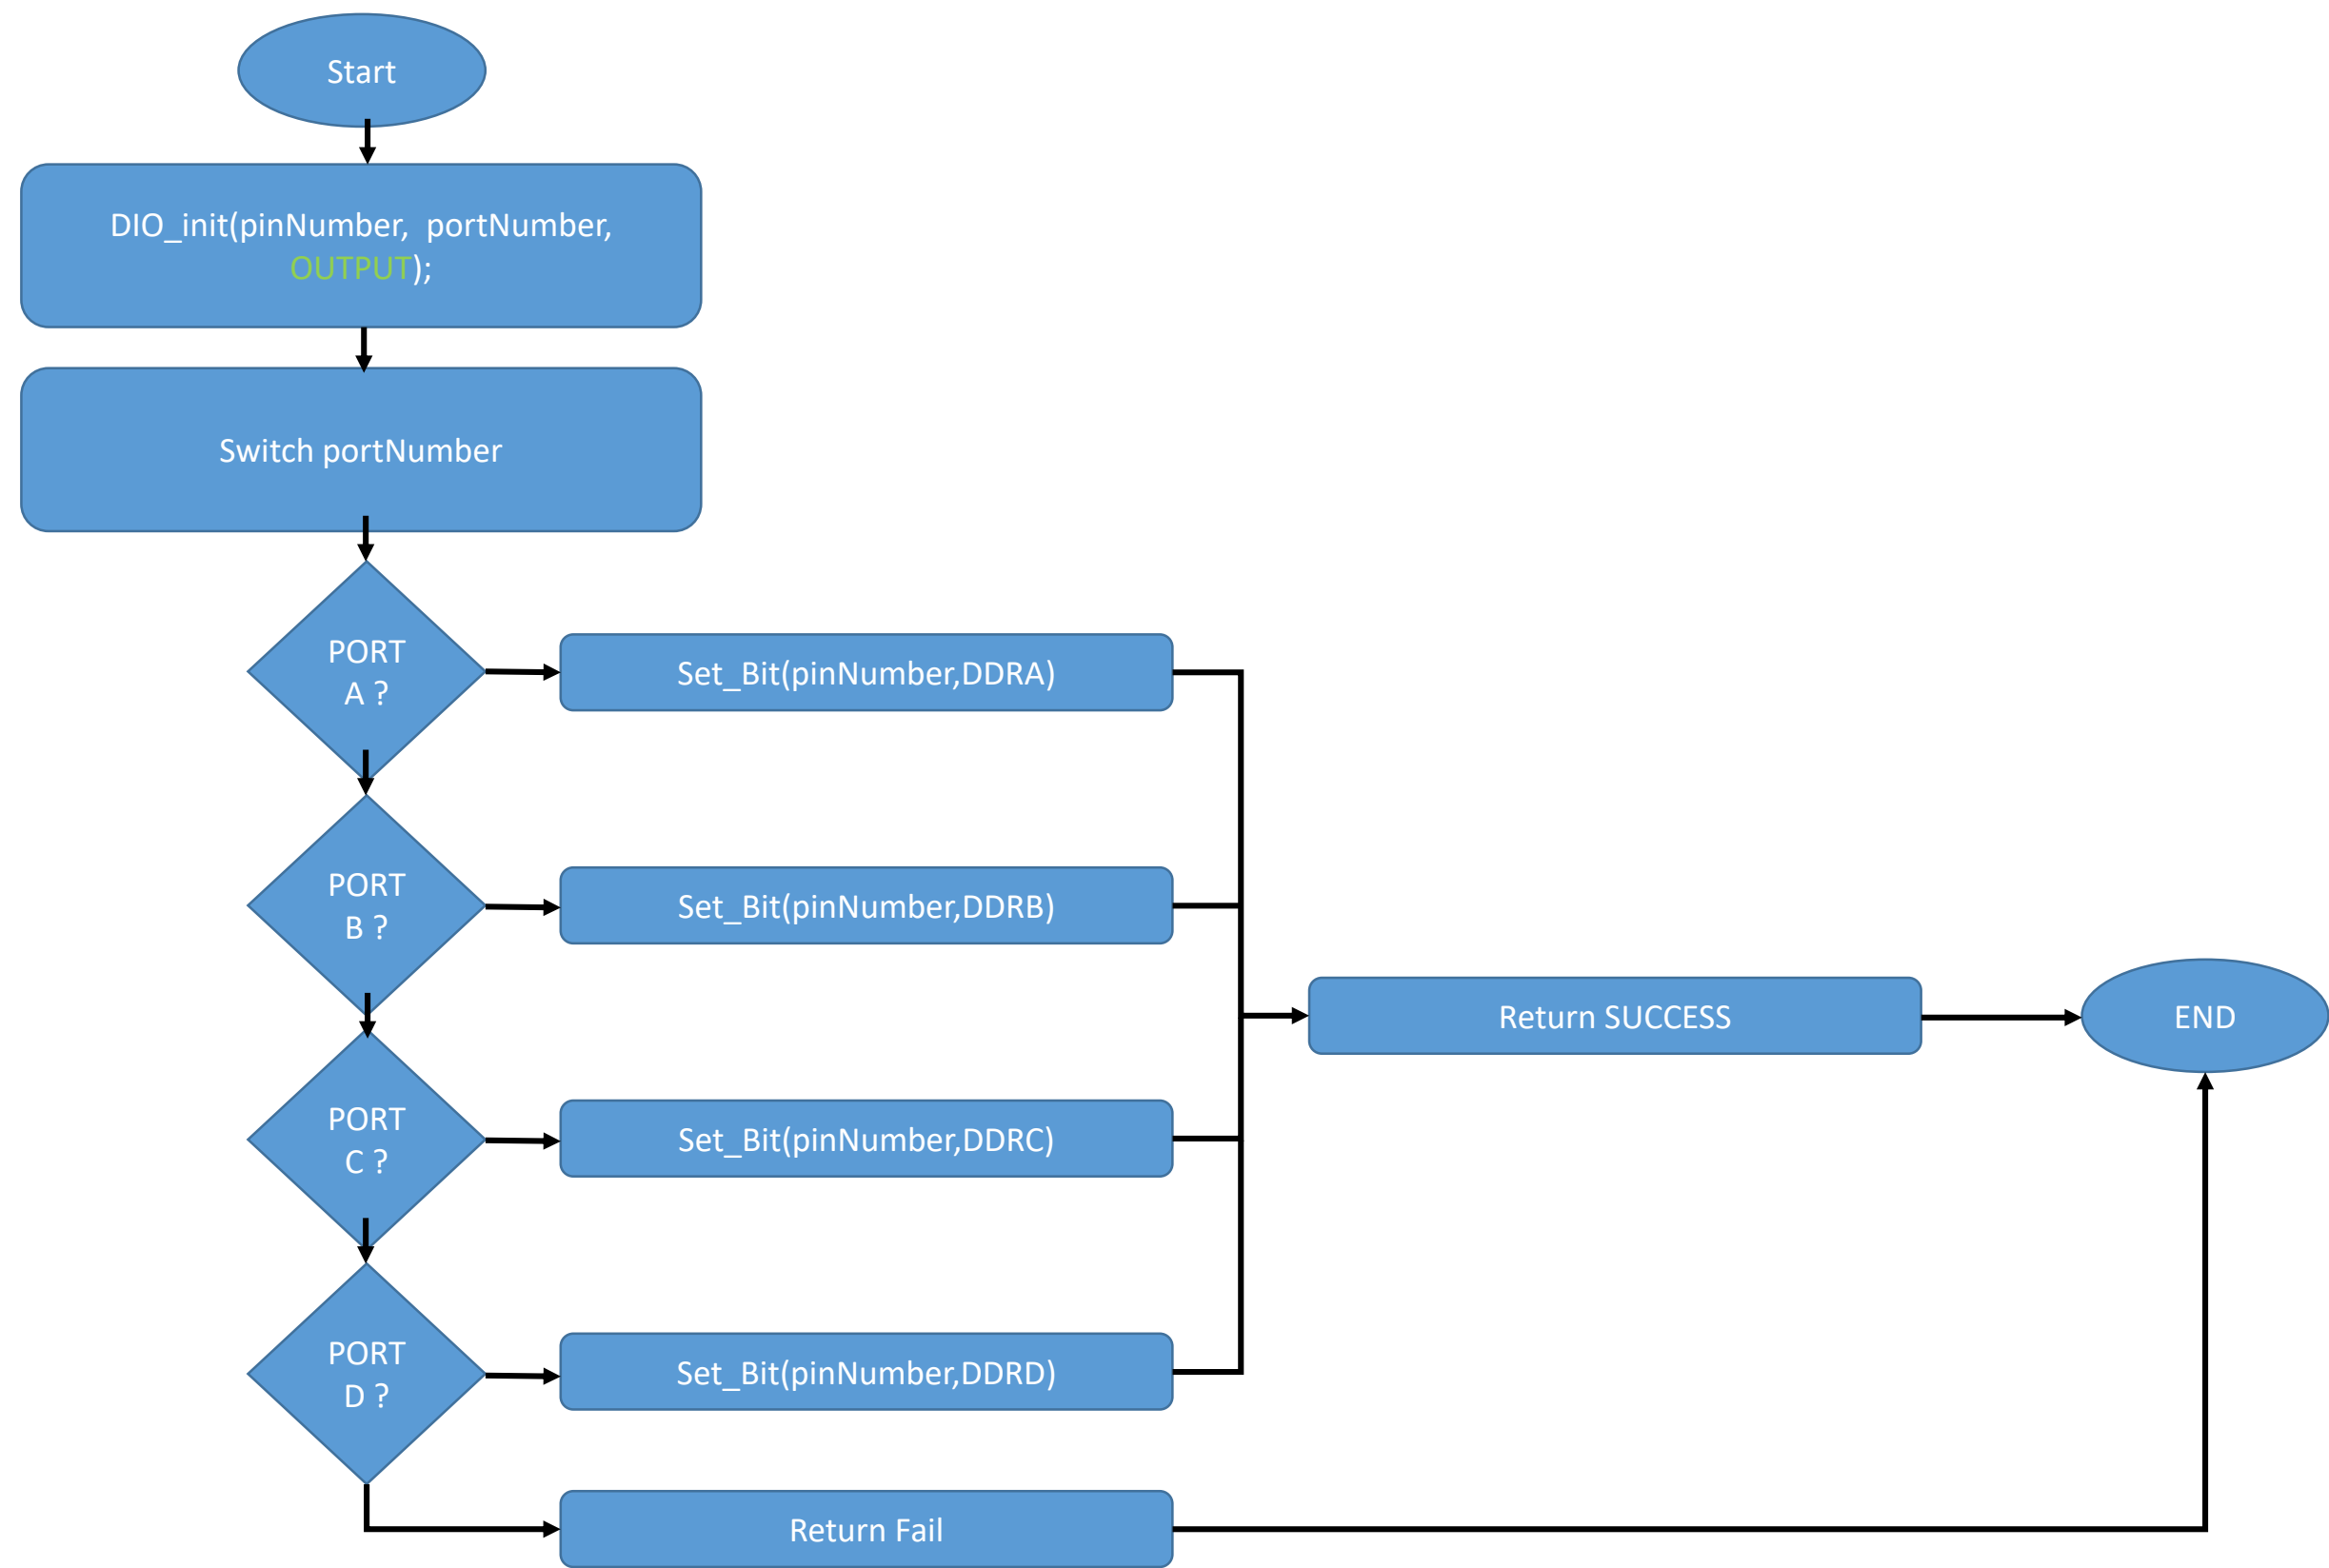 Start
DIO_init(pinNumber, portNumber,
OUTPUT);
Switch portNumber
PORT
A ?
Set_Bit(pinNumber,DDRA)
PORT
B ?
Set_Bit(pinNumber,DDRB)
Return SUCCESS
END
PORT
C ?
Set_Bit(pinNumber,DDRC)
PORT
D ?
Set_Bit(pinNumber,DDRD)
Return Fail